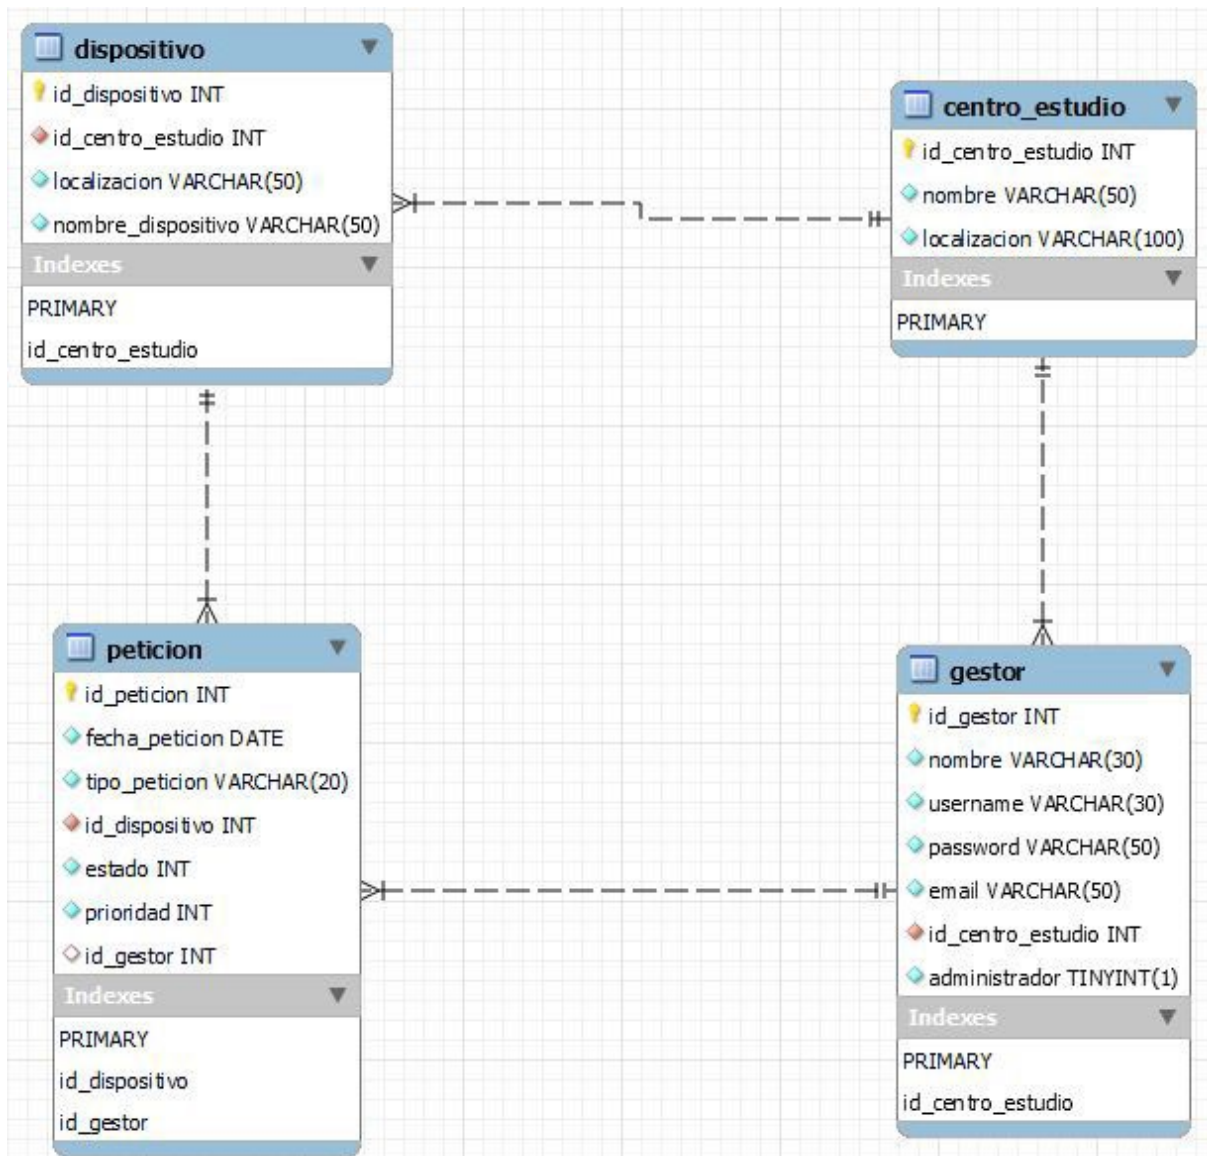 dispositivo
id_dispositivo INT
id_centro_estudio INT
localizacion VARCHAR(50)
nombre_dispositivo VARCHAR(50)
Indexes
PRIMARY
id_centro_estudio
centro_estudio
id_centro_estudio INT
nombre VARCHAR(50)
localizacion VARCHAR(100)
Indexes
PRIMARY
peticion
id_peticion INT
fecha_peticion DATE
tipo_peticion VARCHAR(20)
id_dispositivo INT
estado INT
prioridad INT
id_gestor INT
Indexes
PRIMARY
id_dispositivo
id_gestor
gestor
id_gestor INT
nombre VARCHAR(30)
username VARCHAR(30)
password VARCHAR(50)
email VARCHAR(50)
id_centro_estudio INT
administrador TINYINT(1)
Indexes
PRIMARY
id_centro_estudio